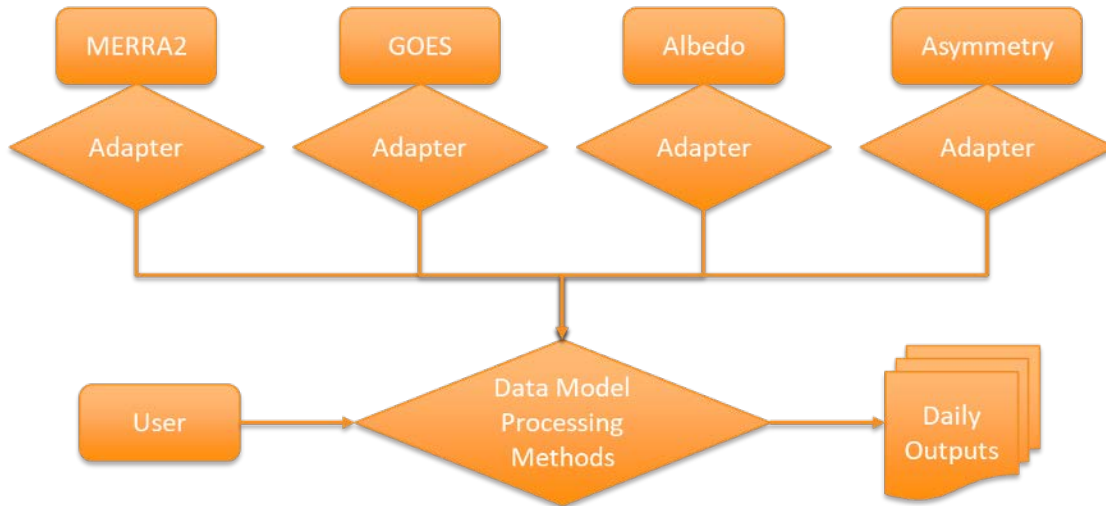 MERRA2
GOES
Albedo
Asymmetry
Adapter
Adapter
Adapter
Adapter
User
Data Model
Processing
Methods
Daily
Outputs